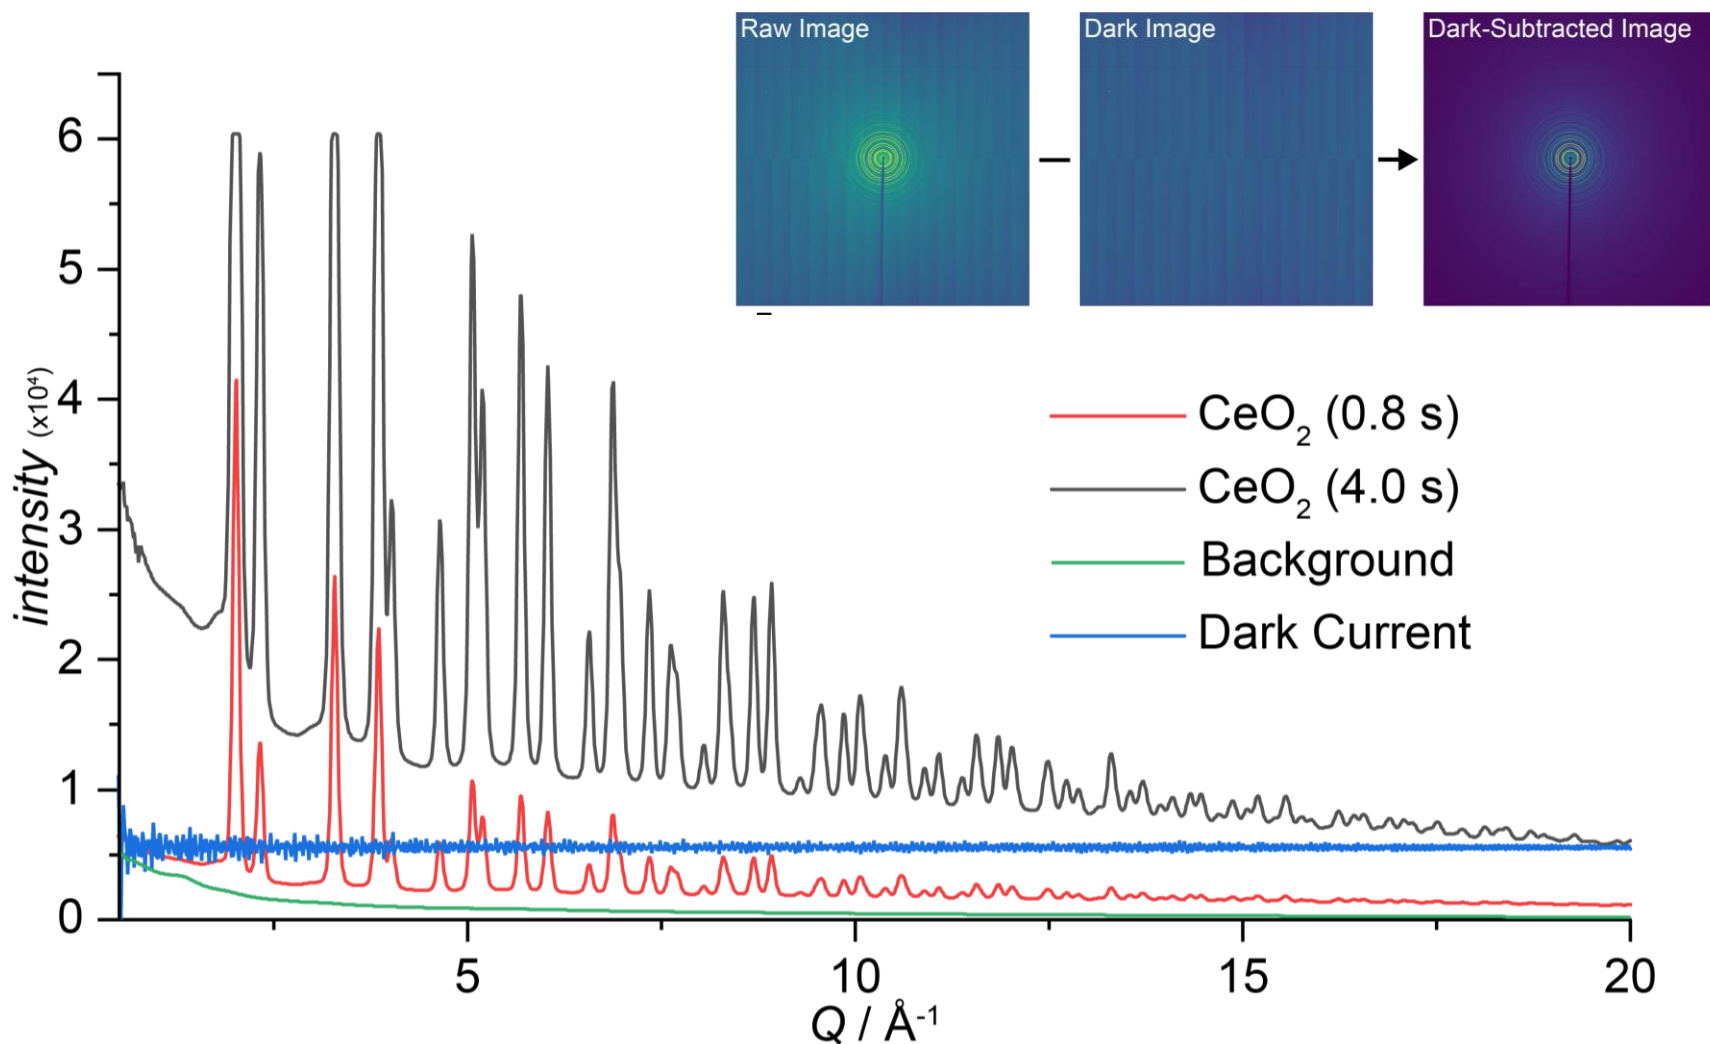 Raw Image
Dark Image
Dark-Subtracted Image
6
5
4
3
2
1
0
intensity (x10⁴)
CeO₂ (0.8 s)
CeO₂ (4.0 s)
Background
Dark Current
5
10
15
20
Q / Å⁻¹